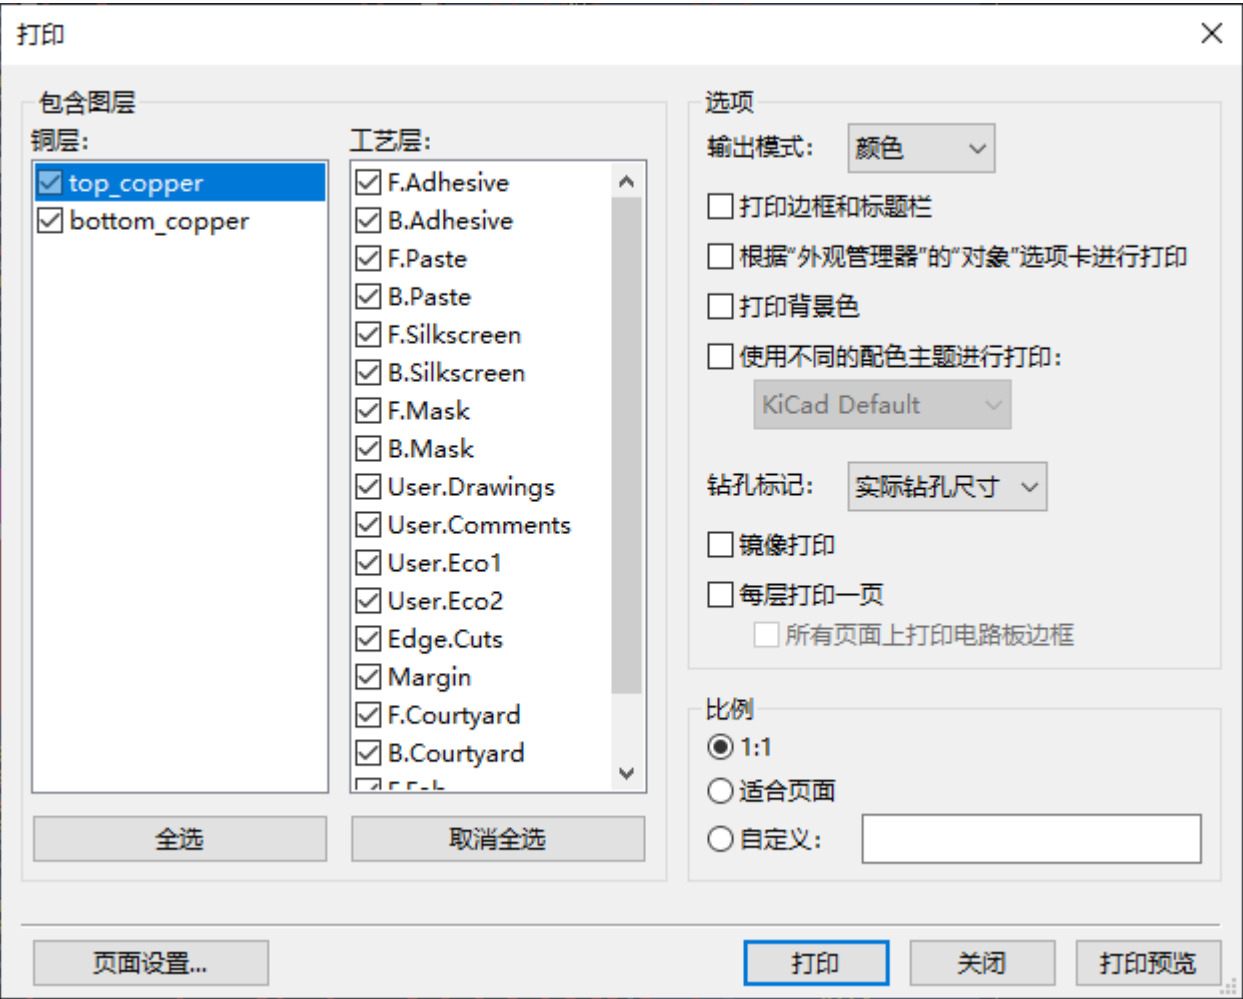 打印
包含图层
铜层:
top_copper
bottom_copper
工艺层:
F.Adhesive
B.Adhesive
F.Paste
B.Paste
F.Silkscreen
B.Silkscreen
F.Mask
B.Mask
User.Drawings
User.Comments
User.Eco1
User.Eco2
Edge.Cuts
Margin
F.Courtyard
B.Courtyard
全选
取消全选
选项
输出模式:
颜色
打印边框和标题栏
根据“外观管理器”的“对象”选项卡进行打印
打印背景色
使用不同的配色主题进行打印:
KiCad Default
钻孔标记:
实际钻孔尺寸
镜像打印
每层打印一页
所有页面上打印电路板边框
比例
1:1
适合页面
自定义:
页面设置...
打印
关闭
打印预览